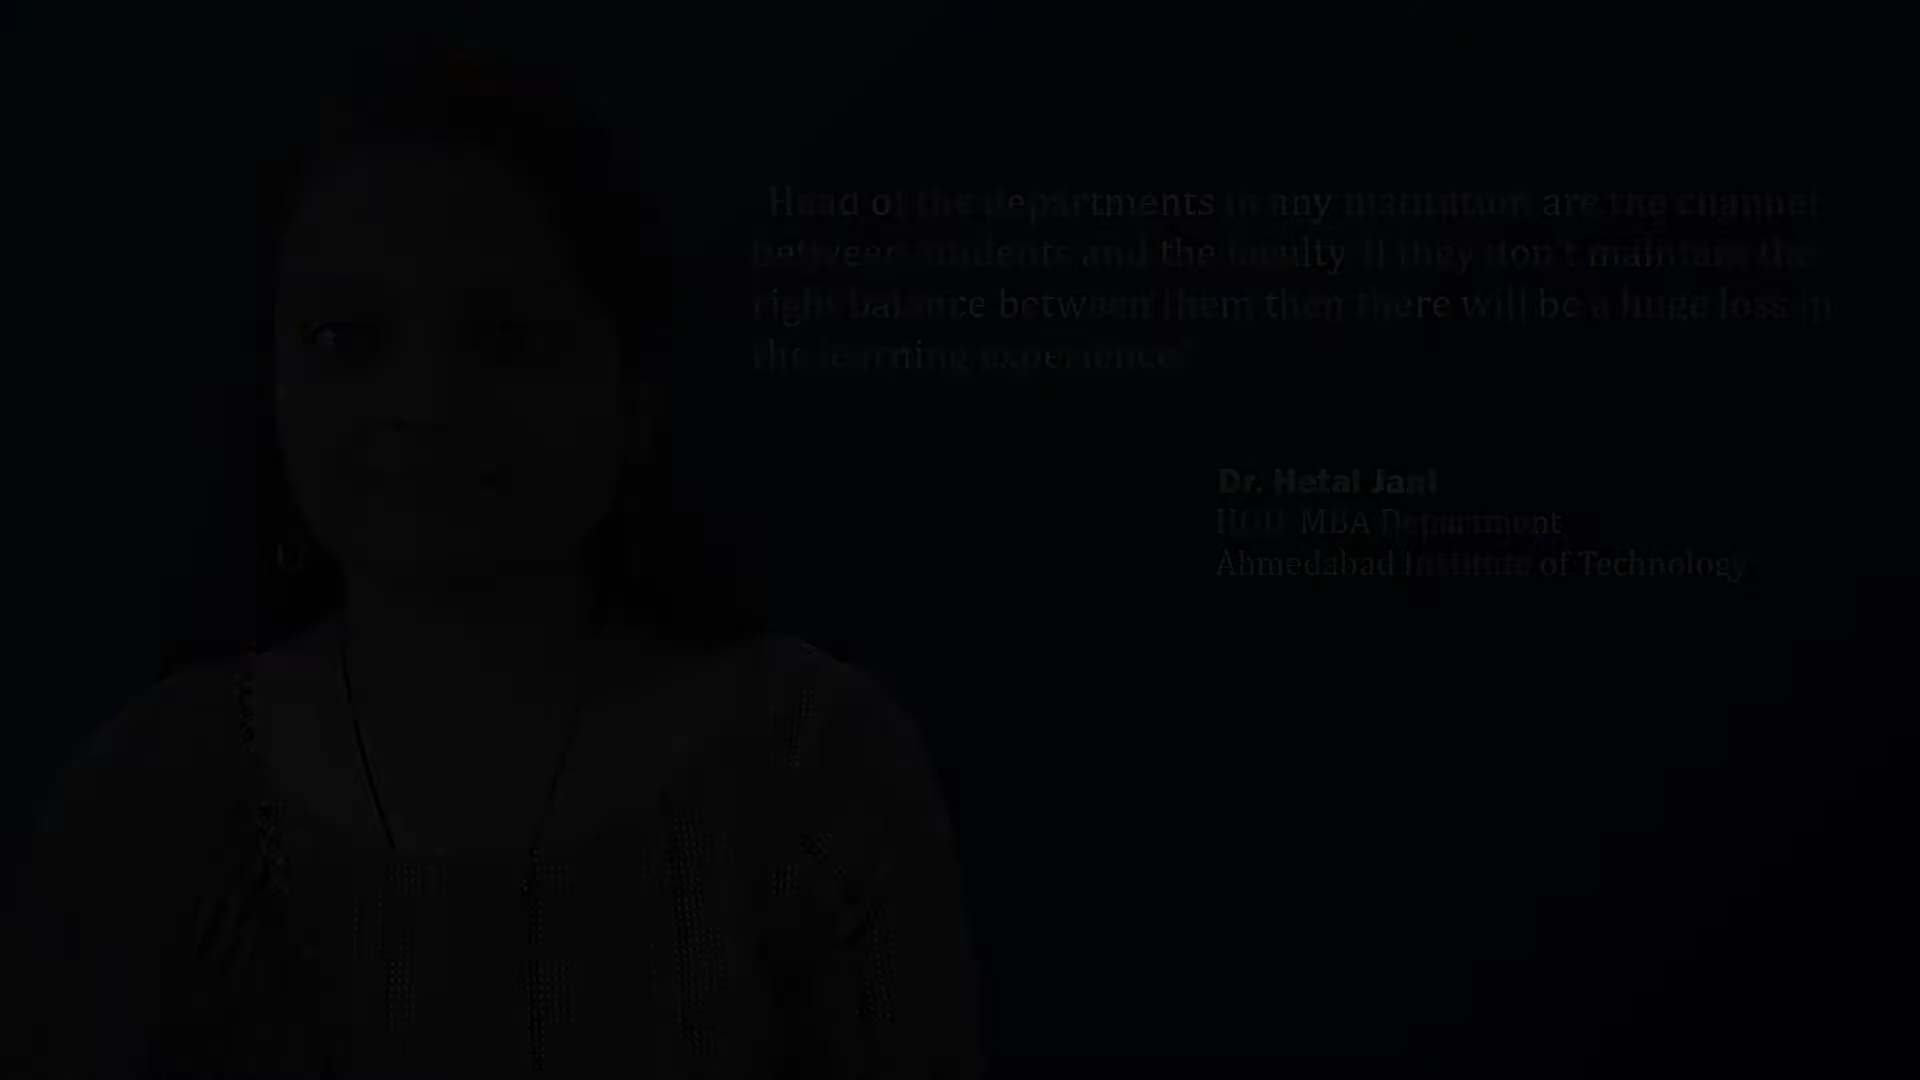 Head of the departments in any institution are the channel
between students and the faculty. If they don't maintain the
right balance between them then there will be a huge loss in
the learning experience"
Dr. Hetal Jani
HOD, MBA Department
Ahmedabad Institute of Technology